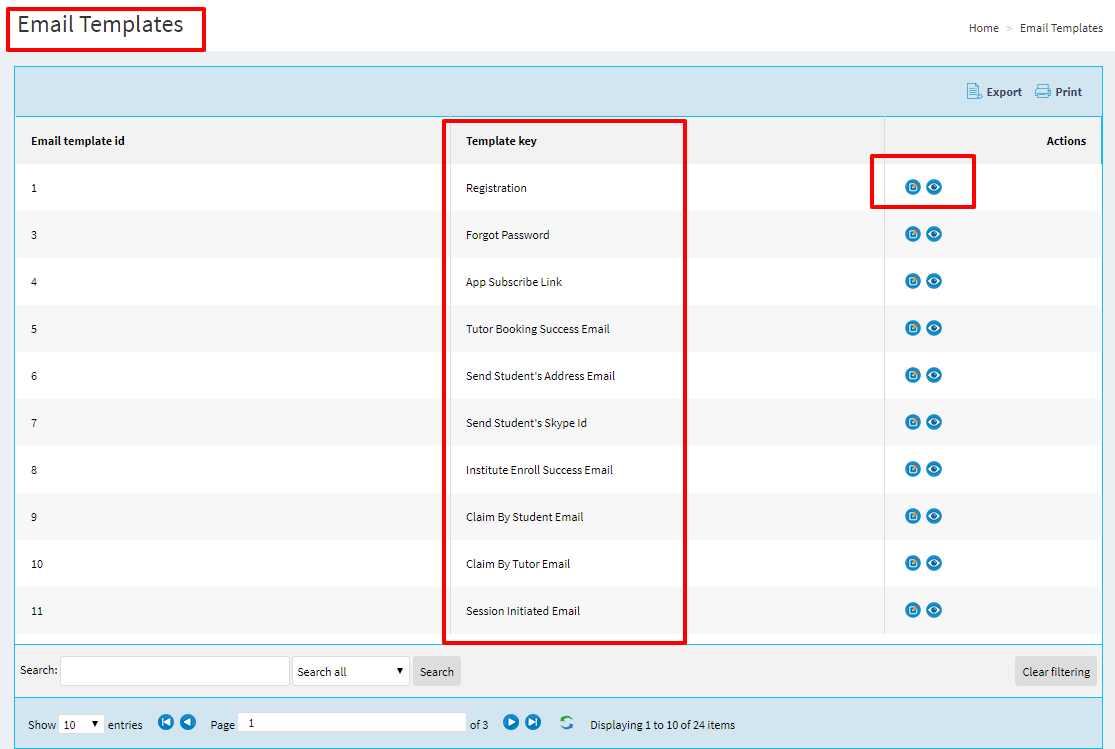 Email Templates
Home > Email Templates
Export Print
Email template id Template key Actions
1 Registration
3 Forgot Password
4 App Subscribe Link
5 Tutor Booking Success Email
6 Send Student's Address Email
7 Send Student's Skype Id
8 Institute Enroll Success Email
9 Claim By Student Email
10 Claim By Tutor Email
11 Session Initiated Email
Search: Search all Search Clear filtering
Show 10 entries Page 1 of 3 Displaying 1 to 10 of 24 items